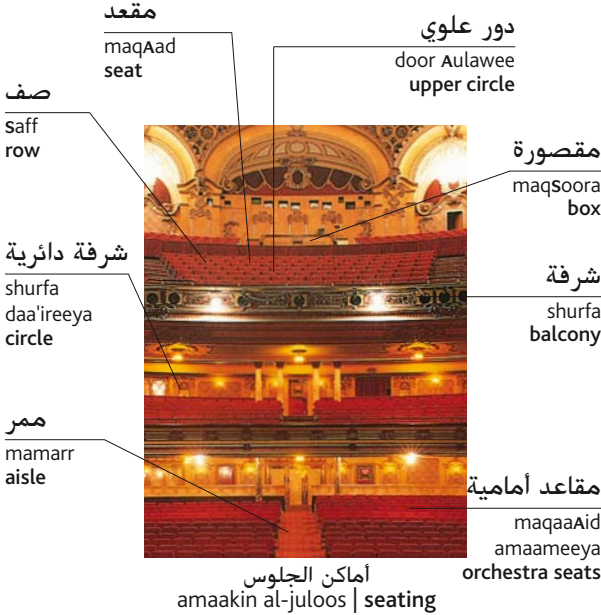 مقعد
maqAad
seat
دور علوي
door Aulawee
upper circle
صف
saff
row
مقصورة
maqsoora
box
شرفة دائرية
shurfa
daa'ireeya
circle
شرفة
shurfa
balcony
ممر
mamarr
aisle
مقاعد أمامية
maqaaAid
amaameeya
orchestra seats
أماكن الجلوس
amaakin al-juloos | seating